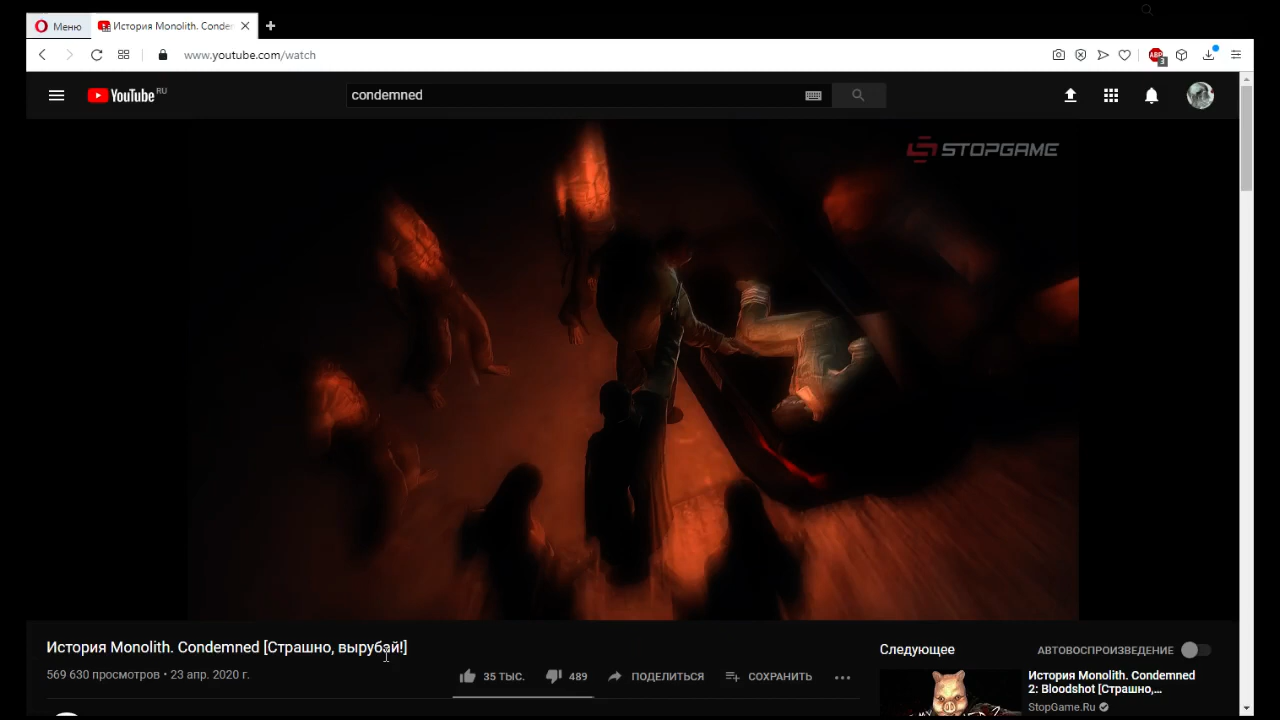 Меню
История Monolith. Conde
www.youtube.com/watch
ABP
3
YouTube RU
condemned
STOPGAME
История Monolith. Condemned [Страшно, вырубай!]
569 630 просмотров • 23 апр. 2020 г.
35 ТЫС.
489
ПОДЕЛИТЬСЯ
СОХРАНИТЬ
Следующее
АВТОВОСПРОИЗВЕДЕНИЕ
История Monolith. Condemned
2: Bloodshot [Страшно,...
StopGame.Ru